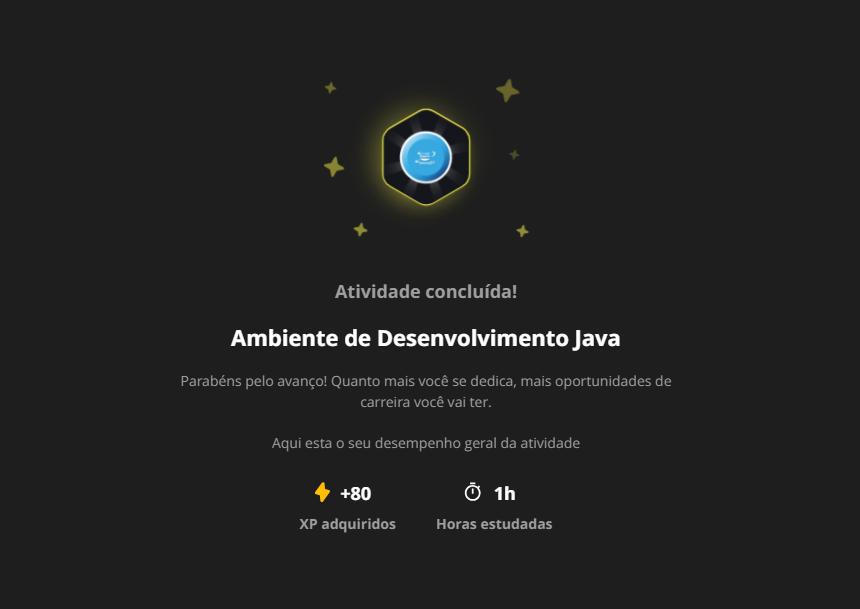 Atividade concluída!
Ambiente de Desenvolvimento Java
Parabéns pelo avanço! Quanto mais você se dedica, mais oportunidades de
carreira você vai ter.
Aqui esta o seu desempenho geral da atividade
+80
XP adquiridos
1h
Horas estudadas